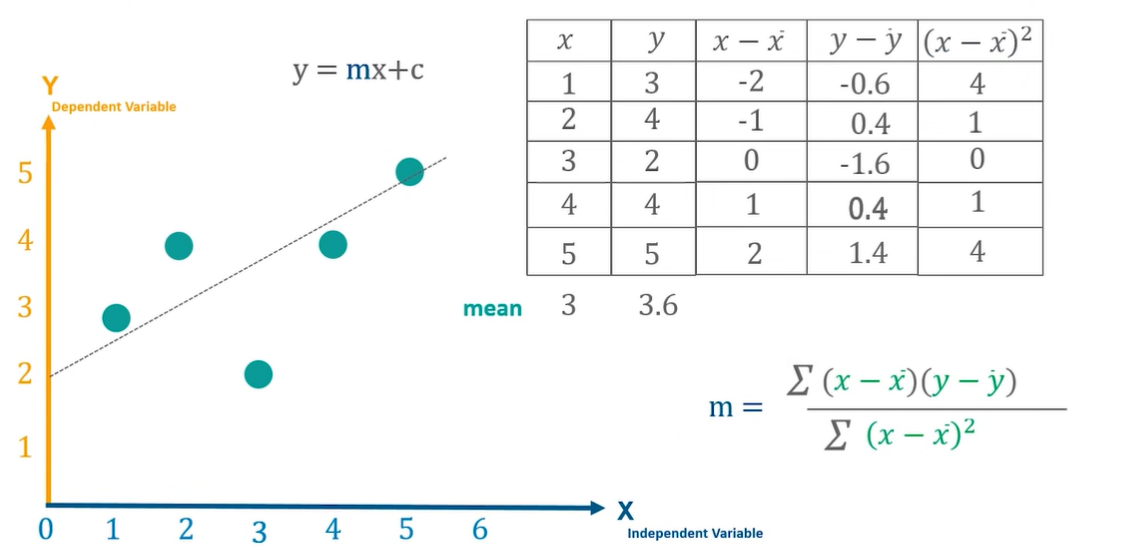 y = mx+c
Y
Dependent Variable
5
4
3
2
1
0 1 2 3 4 5 6
X
Independent Variable
x y x − ẋ y − ẏ (x − ẋ)²
1 3 -2 -0.6 4
2 4 -1 0.4 1
3 2 0 -1.6 0
4 4 1 0.4 1
5 5 2 1.4 4
mean 3 3.6
m = ∑ (x − ẋ)(y − ẏ)
∑ (x − ẋ)²